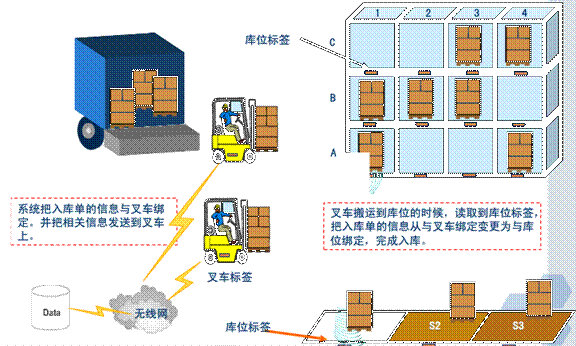 1 2 3 4
库位标签
C
B
A
系统把入库单的信息与叉车绑
定。并把相关信息发送到叉车
上。
叉车搬运到库位的时候，读取到库位标签，
把入库单的信息从与叉车绑定变更为与库
位绑定，完成入库。
叉车标签
Data
无线网
库位标签
S2
S3